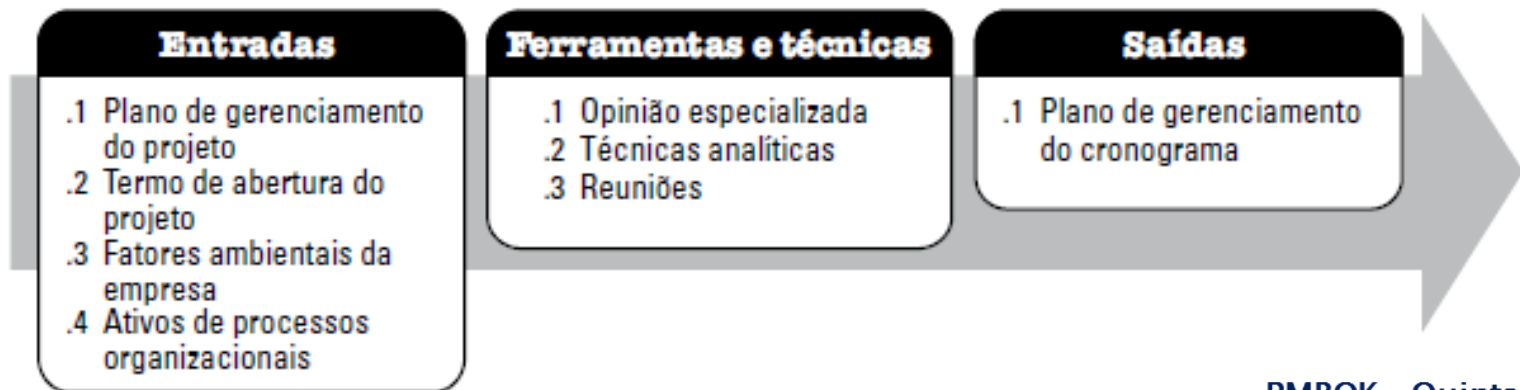 Entradas
.1 Plano de gerenciamento
do projeto
.2 Termo de abertura do
projeto
.3 Fatores ambientais da
empresa
.4 Ativos de processos
organizacionais
Ferramentas e técnicas
.1 Opinião especializada
.2 Técnicas analíticas
.3 Reuniões
Saídas
.1 Plano de gerenciamento
do cronograma